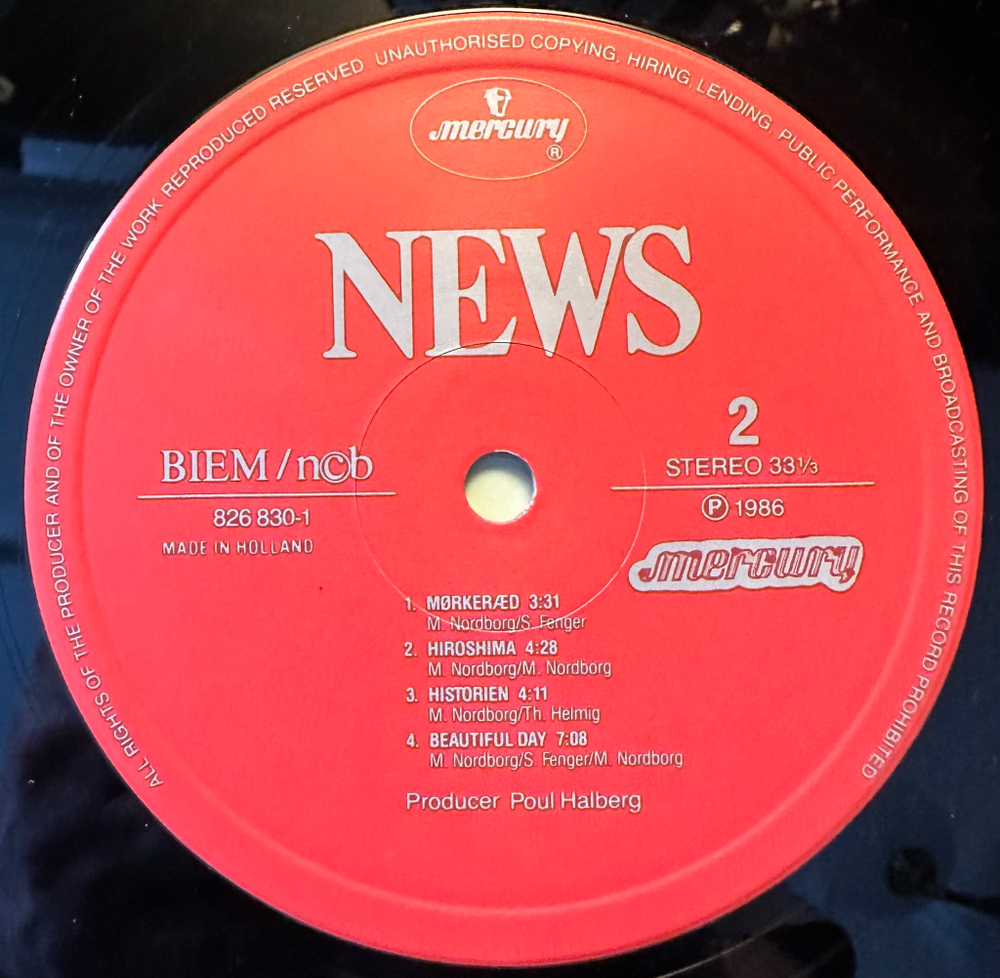 ALL RIGHTS OF THE PRODUCER AND OF THE OWNER OF THE WORK REPRODUCED RESERVED UNAUTHORISED COPYING, HIRING, LENDING, PUBLIC PERFORMANCE AND BROADCASTING OF THIS RECORD PROHIBITED
mercury
®
NEWS
BIEM/n©b
826 830-1
MADE IN HOLLAND
2
STEREO 33⅓
℗ 1986
mercury
1. MØRKERÆD 3:31
M. Nordborg/S. Fenger
2. HIROSHIMA 4:28
M. Nordborg/M. Nordborg
3. HISTORIEN 4:11
M. Nordborg/Th. Helmig
4. BEAUTIFUL DAY 7:08
M. Nordborg/S. Fenger/M. Nordborg
Producer Poul Halberg